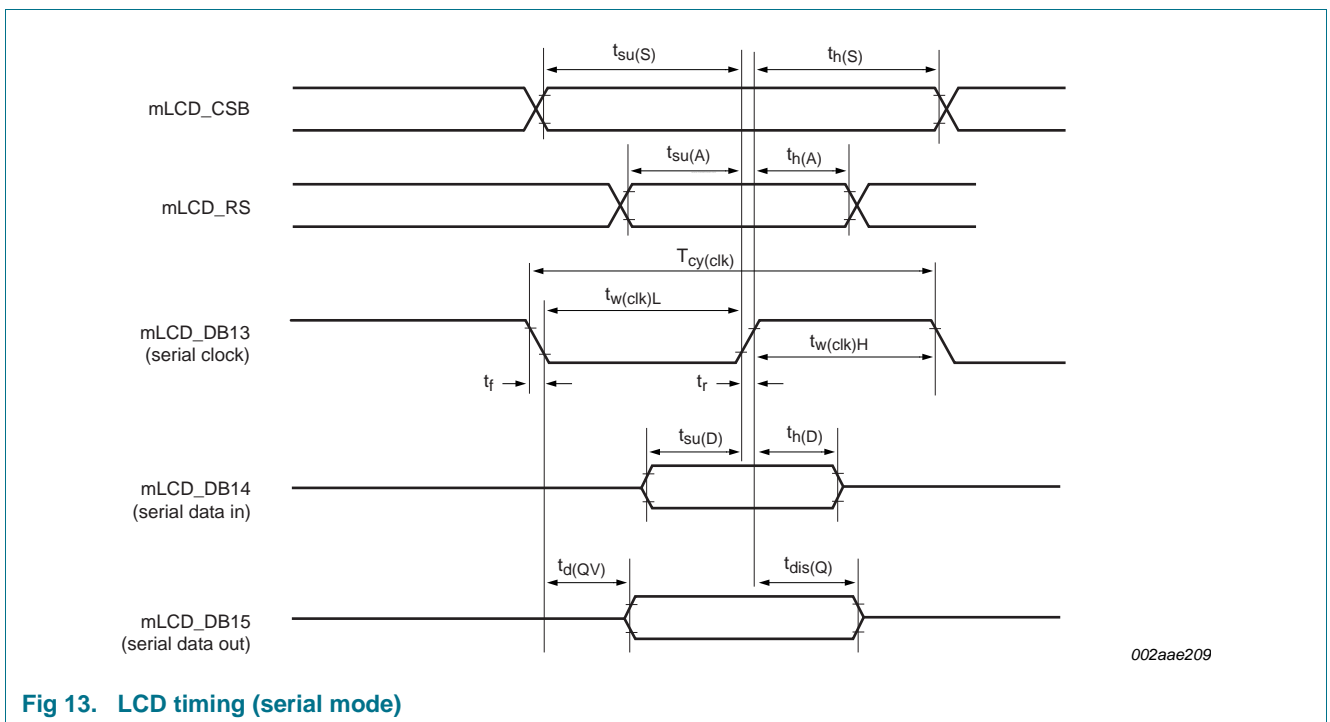 tsu(S)
th(S)
mLCD_CSB
tsu(A)
th(A)
mLCD_RS
Tcy(clk)
tw(clk)L
mLCD_DB13
(serial clock)
tw(clk)H
tf
tr
tsu(D)
th(D)
mLCD_DB14
(serial data in)
td(QV)
tdis(Q)
mLCD_DB15
(serial data out)
002aae209
Fig 13. LCD timing (serial mode)